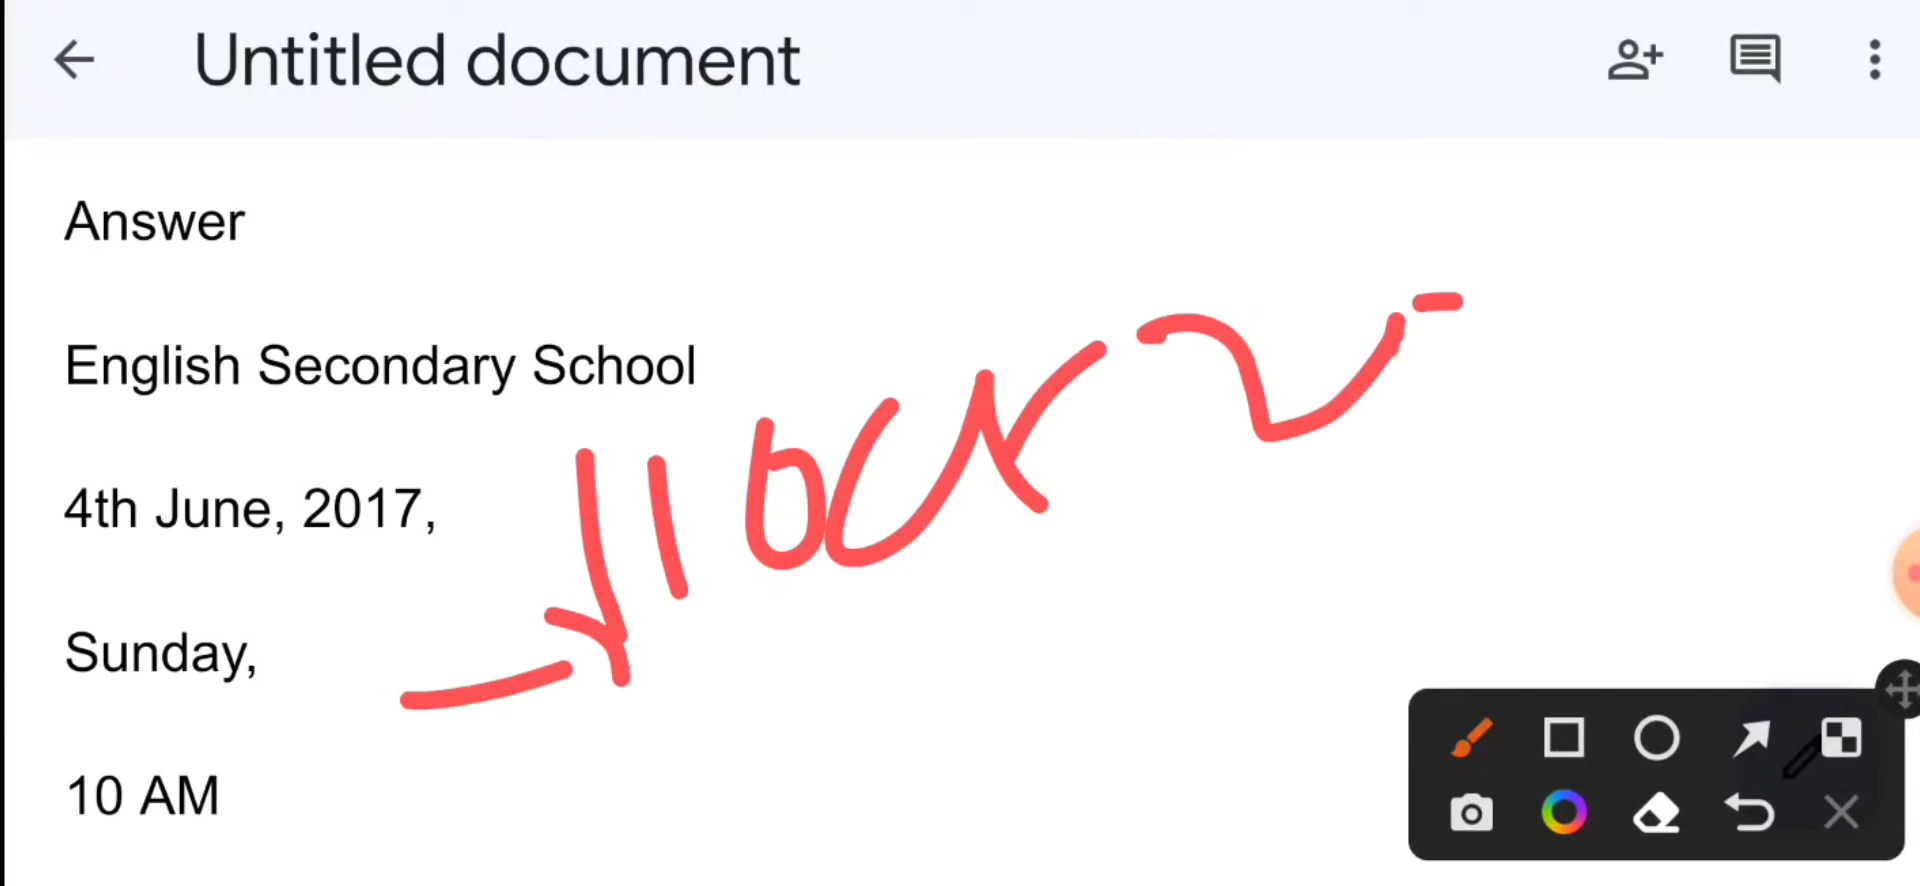 Untitled document
Answer
English Secondary School
4th June, 2017,
Sunday,
10 AM